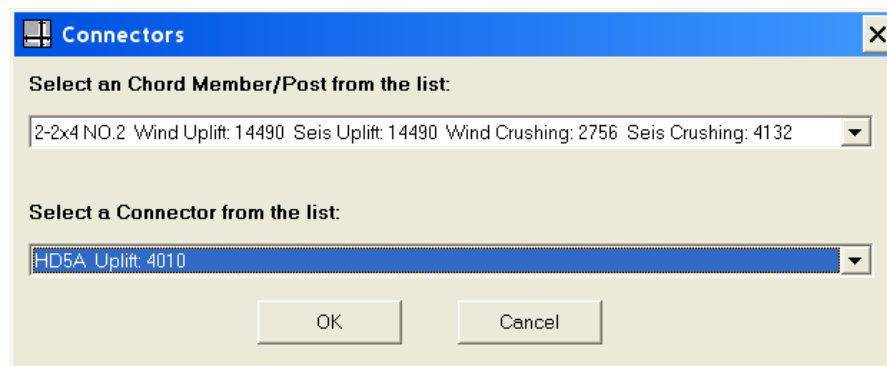 Connectors
Select an Chord Member/Post from the list:
2-2x4 NO.2 Wind Uplift: 14490 Seis Uplift: 14490 Wind Crushing: 2756 Seis Crushing: 4132
Select a Connector from the list:
HD5A Uplift: 4010
OK Cancel